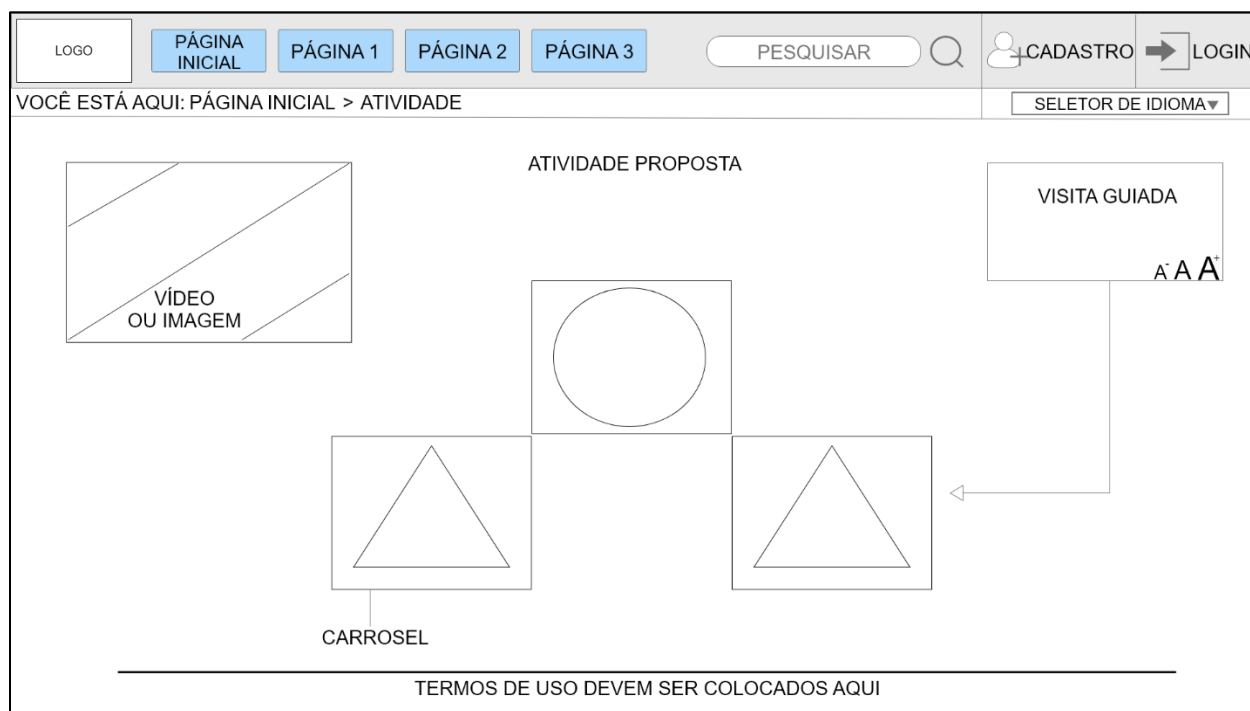 LOGO
PÁGINA
INICIAL
PÁGINA 1
PÁGINA 2
PÁGINA 3
PESQUISAR
CADASTRO
LOGIN
VOCÊ ESTÁ AQUI: PÁGINA INICIAL > ATIVIDADE
SELETOR DE IDIOMA
ATIVIDADE PROPOSTA
VISITA GUIADA
A- A A+
VÍDEO
OU IMAGEM
CARROSEL
TERMOS DE USO DEVEM SER COLOCADOS AQUI